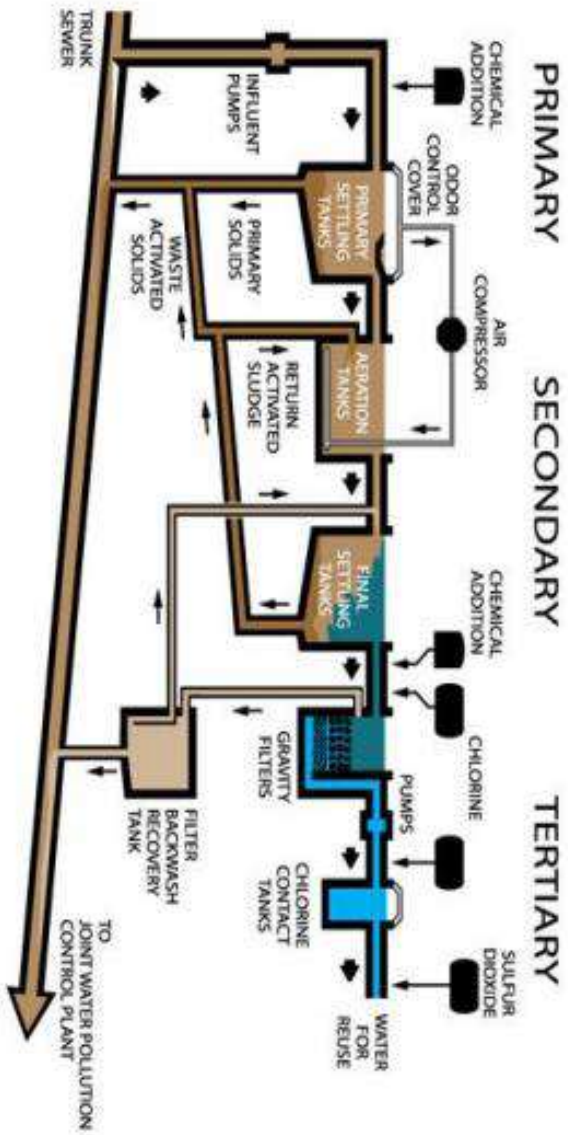 PRIMARY
SECONDARY
TERTIARY
CHEMICAL
ADDITION
ODOR
CONTROL
COVER
AIR
COMPRESSOR
CHEMICAL
ADDITION
CHLORINE
SULFUR
DIOXIDE
PRIMARY
SETTLING
TANKS
AERATION
TANKS
FINAL
SETTLING
TANKS
PUMPS
WATER
FOR
REUSE
INFLUENT
PUMPS
PRIMARY
SOLIDS
RETURN
ACTIVATED
SLUDGE
GRAVITY
FILTERS
CHLORINE
CONTACT
TANKS
TRUNK
SEWER
WASTE
ACTIVATED
SOLIDS
FILTER
BACKWASH
RECOVERY
TANK
TO
JOINT WATER POLLUTION
CONTROL PLANT